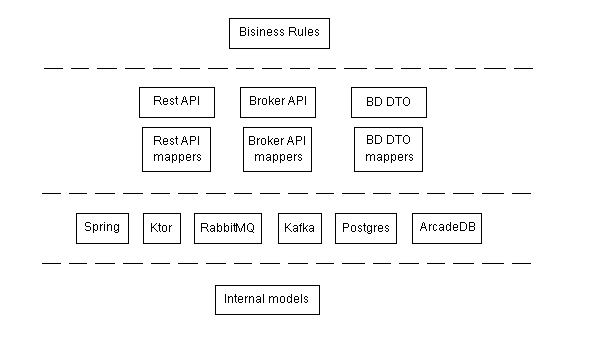 Bisiness Rules
Rest API
Broker API
BD DTO
Rest API
mappers
Broker API
mappers
BD DTO
mappers
Spring
Ktor
RabbitMQ
Kafka
Postgres
ArcadeDB
Internal models